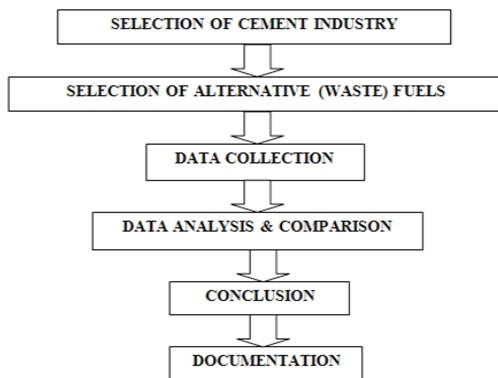 SELECTION OF CEMENT INDUSTRY
SELECTION OF ALTERNATIVE (WASTE) FUELS
DATA COLLECTION
DATA ANALYSIS & COMPARISON
CONCLUSION
DOCUMENTATION